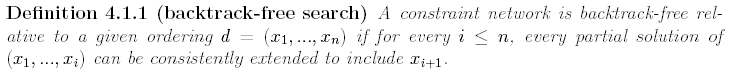 Definition 4.1.1 (backtrack-free search) A constraint network is backtrack-free rel-
ative to a given ordering d = (x₁, ..., xₙ) if for every i ≤ n, every partial solution of
(x₁, ..., xᵢ) can be consistently extended to include xᵢ₊₁.